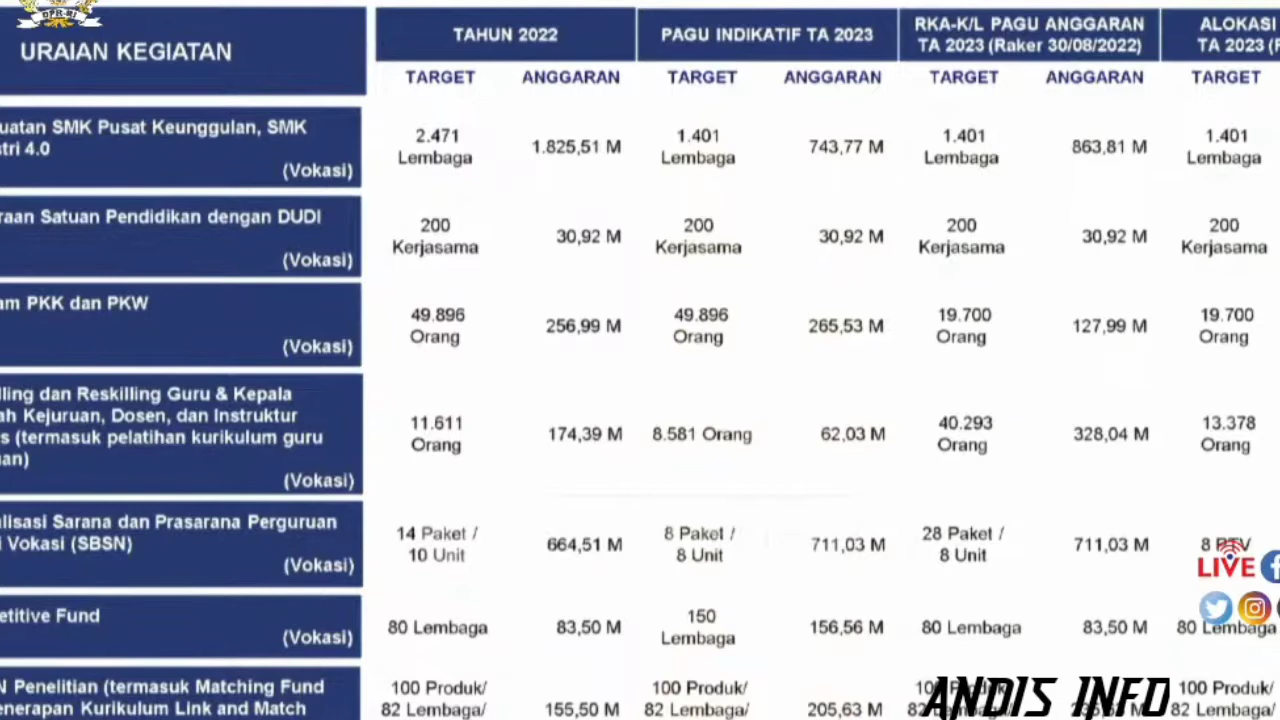 DPR-RI
URAIAN KEGIATAN
TAHUN 2022
PAGU INDIKATIF TA 2023
RKA-K/L PAGU ANGGARAN
TA 2023 (Raker 30/08/2022)
ALOKASI
TA 2023
TARGET ANGGARAN TARGET ANGGARAN TARGET ANGGARAN TARGET
uatan SMK Pusat Keunggulan, SMK
stri 4.0
(Vokasi)
2.471
Lembaga
1.825,51 M
1.401
Lembaga
743,77 M
1.401
Lembaga
863,81 M
1.401
Lembaga
raan Satuan Pendidikan dengan DUDI
(Vokasi)
200
Kerjasama
30,92 M
200
Kerjasama
30,92 M
200
Kerjasama
30,92 M
200
Kerjasama
am PKK dan PKW
(Vokasi)
49.896
Orang
256,99 M
49.896
Orang
265,53 M
19.700
Orang
127,99 M
19.700
Orang
lling dan Reskilling Guru & Kepala
ah Kejuruan, Dosen, dan Instruktur
s (termasuk pelatihan kurikulum guru
uan)
(Vokasi)
11.611
Orang
174,39 M
8.581 Orang
62,03 M
40.293
Orang
328,04 M
13.378
Orang
lisasi Sarana dan Prasarana Perguruan
i Vokasi (SBSN)
(Vokasi)
14 Paket /
10 Unit
664,51 M
8 Paket /
8 Unit
711,03 M
28 Paket /
8 Unit
711,03 M
8 PTV
LIVE
etitive Fund
(Vokasi)
80 Lembaga
83,50 M
150
Lembaga
156,56 M
80 Lembaga
83,50 M
80 Lembaga
N Penelitian (termasuk Matching Fund
enerapan Kurikulum Link and Match
100 Produk/
82 Lembaga/
155,50 M
100 Produk/
82 Lembaga/
205,63 M
ANDIS INFO
100 Produk/
82 Lembaga/